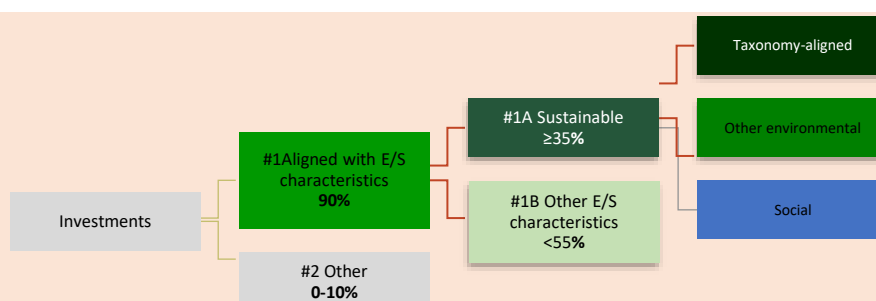 Taxonomy-aligned
#1A Sustainable
≥35%
Other environmental
#1Aligned with E/S
characteristics
90%
#1B Other E/S
characteristics
<55%
Social
Investments
#2 Other
0-10%